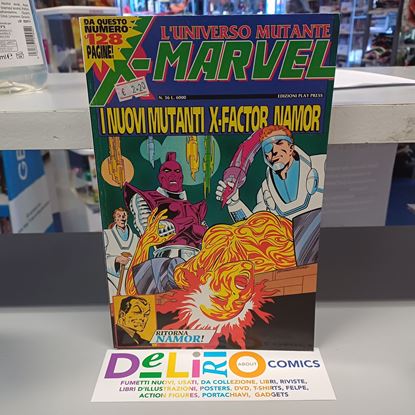 DA QUESTO
NUMERO
128
PAGINE!
L'UNIVERSO MUTANTE
X-MARVEL
€ 2,20
N. 36 L. 6000
EDIZIONI PLAY PRESS
I NUOVI MUTANTI X-FACTOR NAMOR
RITORNA
NAMOR!
DeLiRiO ABOUT COMICS
FUMETTI NUOVI, USATI, DA COLLEZIONE, LIBRI, RIVISTE,
LIBRI D'ILLUSTRAZIONI, POSTERS, DVD, T-SHIRTS, FELPE,
ACTION FIGURES, PORTACHIAVI, GADGETS